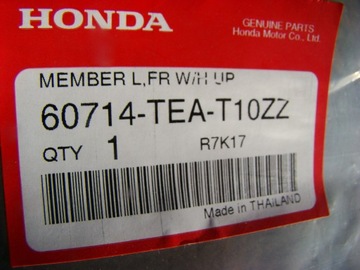 HONDA
GENUINE PARTS
Honda Motor Co., Ltd.
MEMBER L,FR W/H UP
60714-TEA-T10ZZ
QTY 1 R7K17
Made in THAILAND